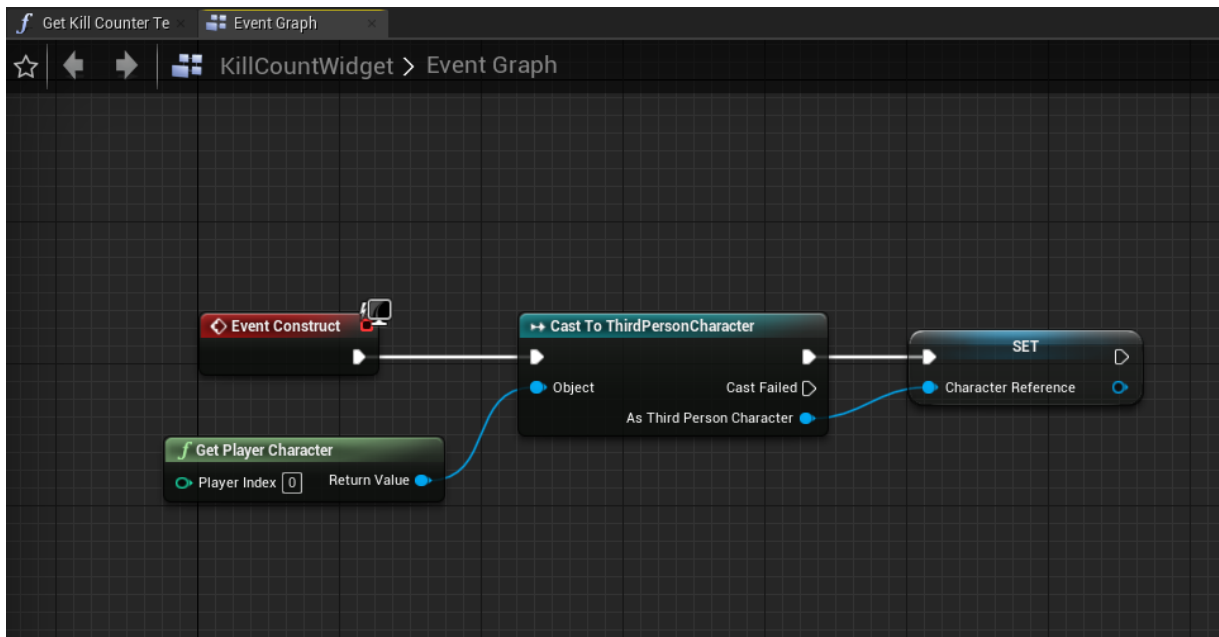 Get Kill Counter Te
Event Graph
KillCountWidget > Event Graph
Event Construct
Cast To ThirdPersonCharacter
Object
Cast Failed
As Third Person Character
SET
Character Reference
Get Player Character
Player Index 0
Return Value